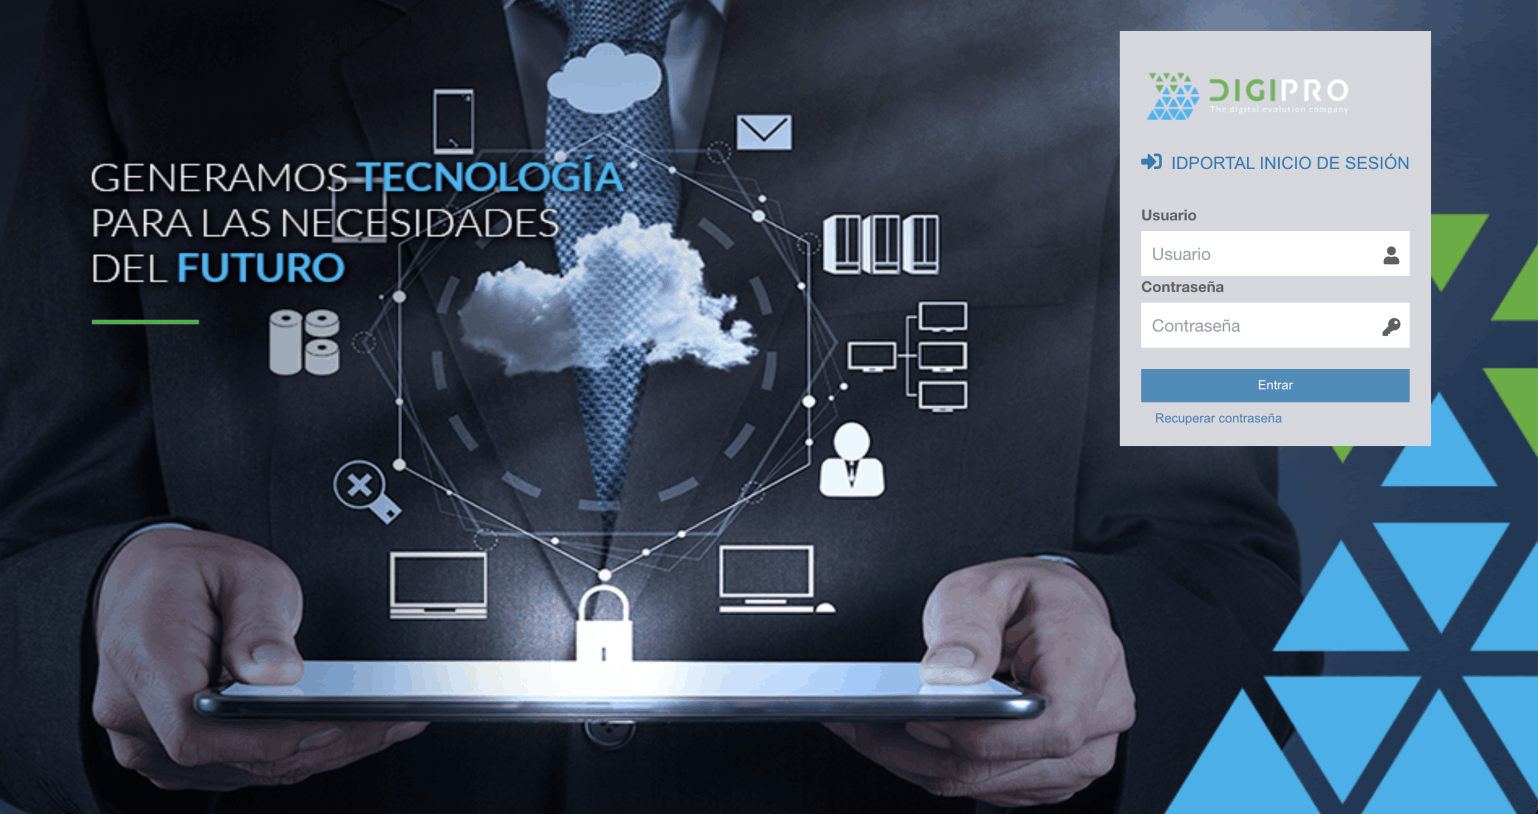 GENERAMOS TECNOLOGÍA
PARA LAS NECESIDADES
DEL FUTURO
DIGIPRO
The digital evolution company
IDPORTAL INICIO DE SESIÓN
Usuario
Usuario
Contraseña
Contraseña
Entrar
Recuperar contraseña